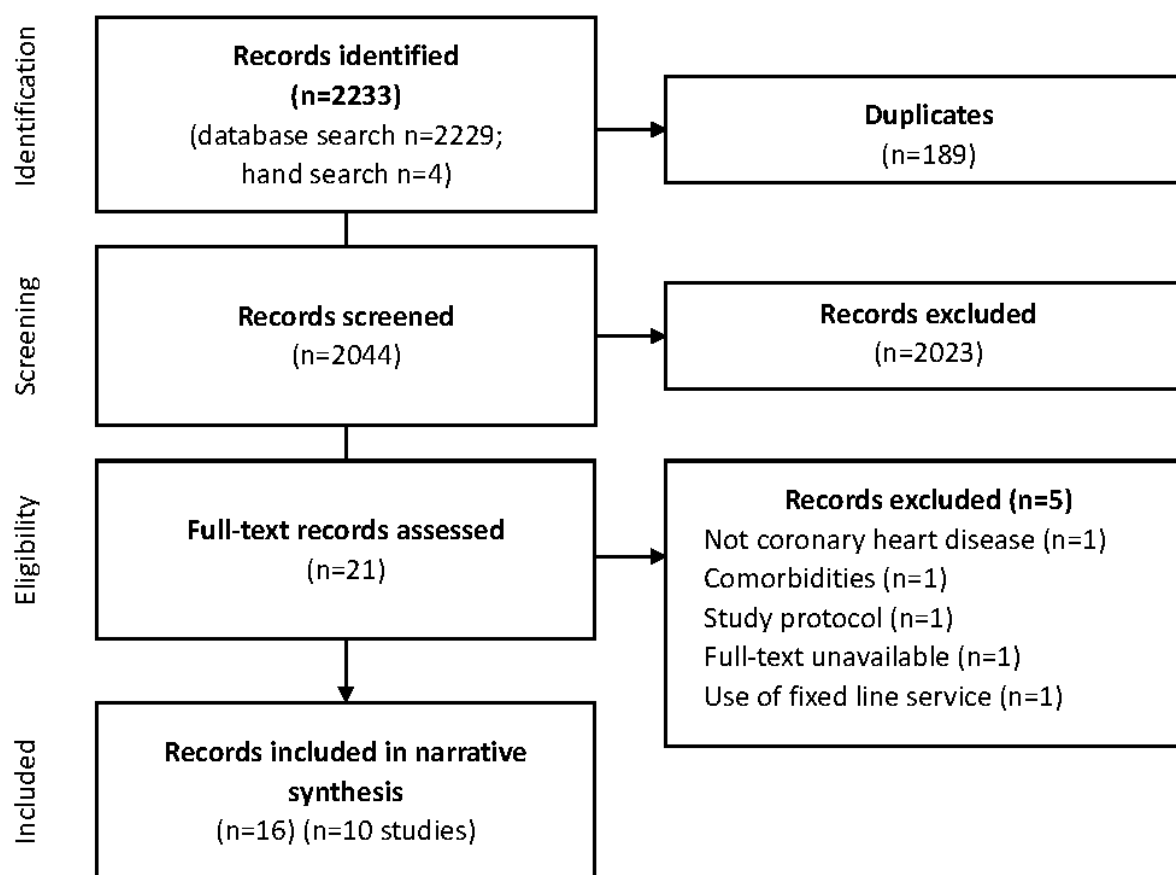 Identification
Records identified
(n=2233)
(database search n=2229;
hand search n=4)
Duplicates
(n=189)
Screening
Records screened
(n=2044)
Records excluded
(n=2023)
Eligibility
Full-text records assessed
(n=21)
Records excluded (n=5)
Not coronary heart disease (n=1)
Comorbidities (n=1)
Study protocol (n=1)
Full-text unavailable (n=1)
Use of fixed line service (n=1)
Included
Records included in narrative
synthesis
(n=16) (n=10 studies)